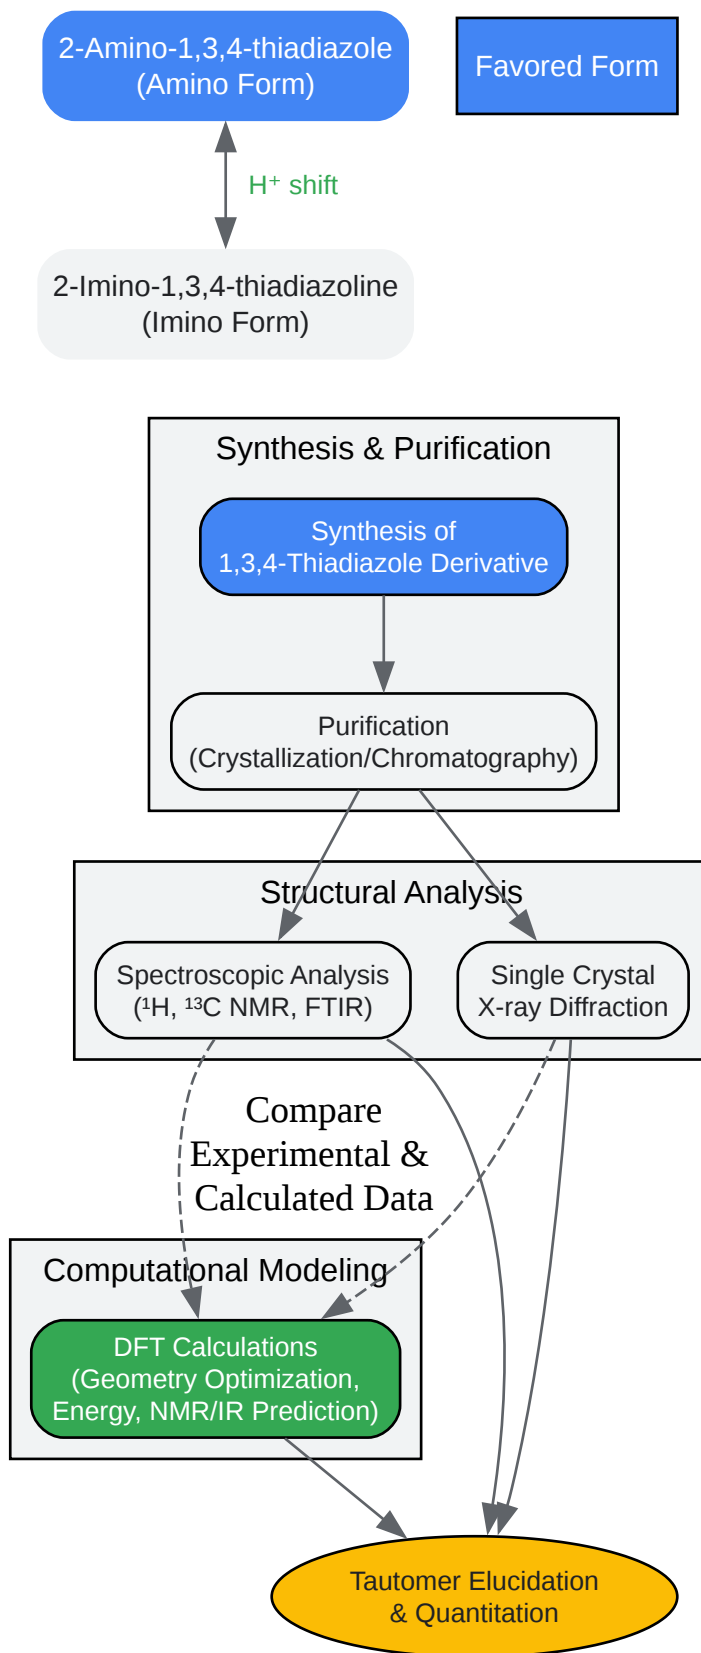 2-Amino-1,3,4-thiadiazole
(Amino Form)
Favored Form
H⁺ shift
2-Imino-1,3,4-thiadiazoline
(Imino Form)
Synthesis & Purification
Synthesis of
1,3,4-Thiadiazole Derivative
Purification
(Crystallization/Chromatography)
Structural Analysis
Spectroscopic Analysis
(¹H, ¹³C NMR, FTIR)
Single Crystal
X-ray Diffraction
Compare
Experimental &
Calculated Data
Computational Modeling
DFT Calculations
(Geometry Optimization,
Energy, NMR/IR Prediction)
Tautomer Elucidation
& Quantitation